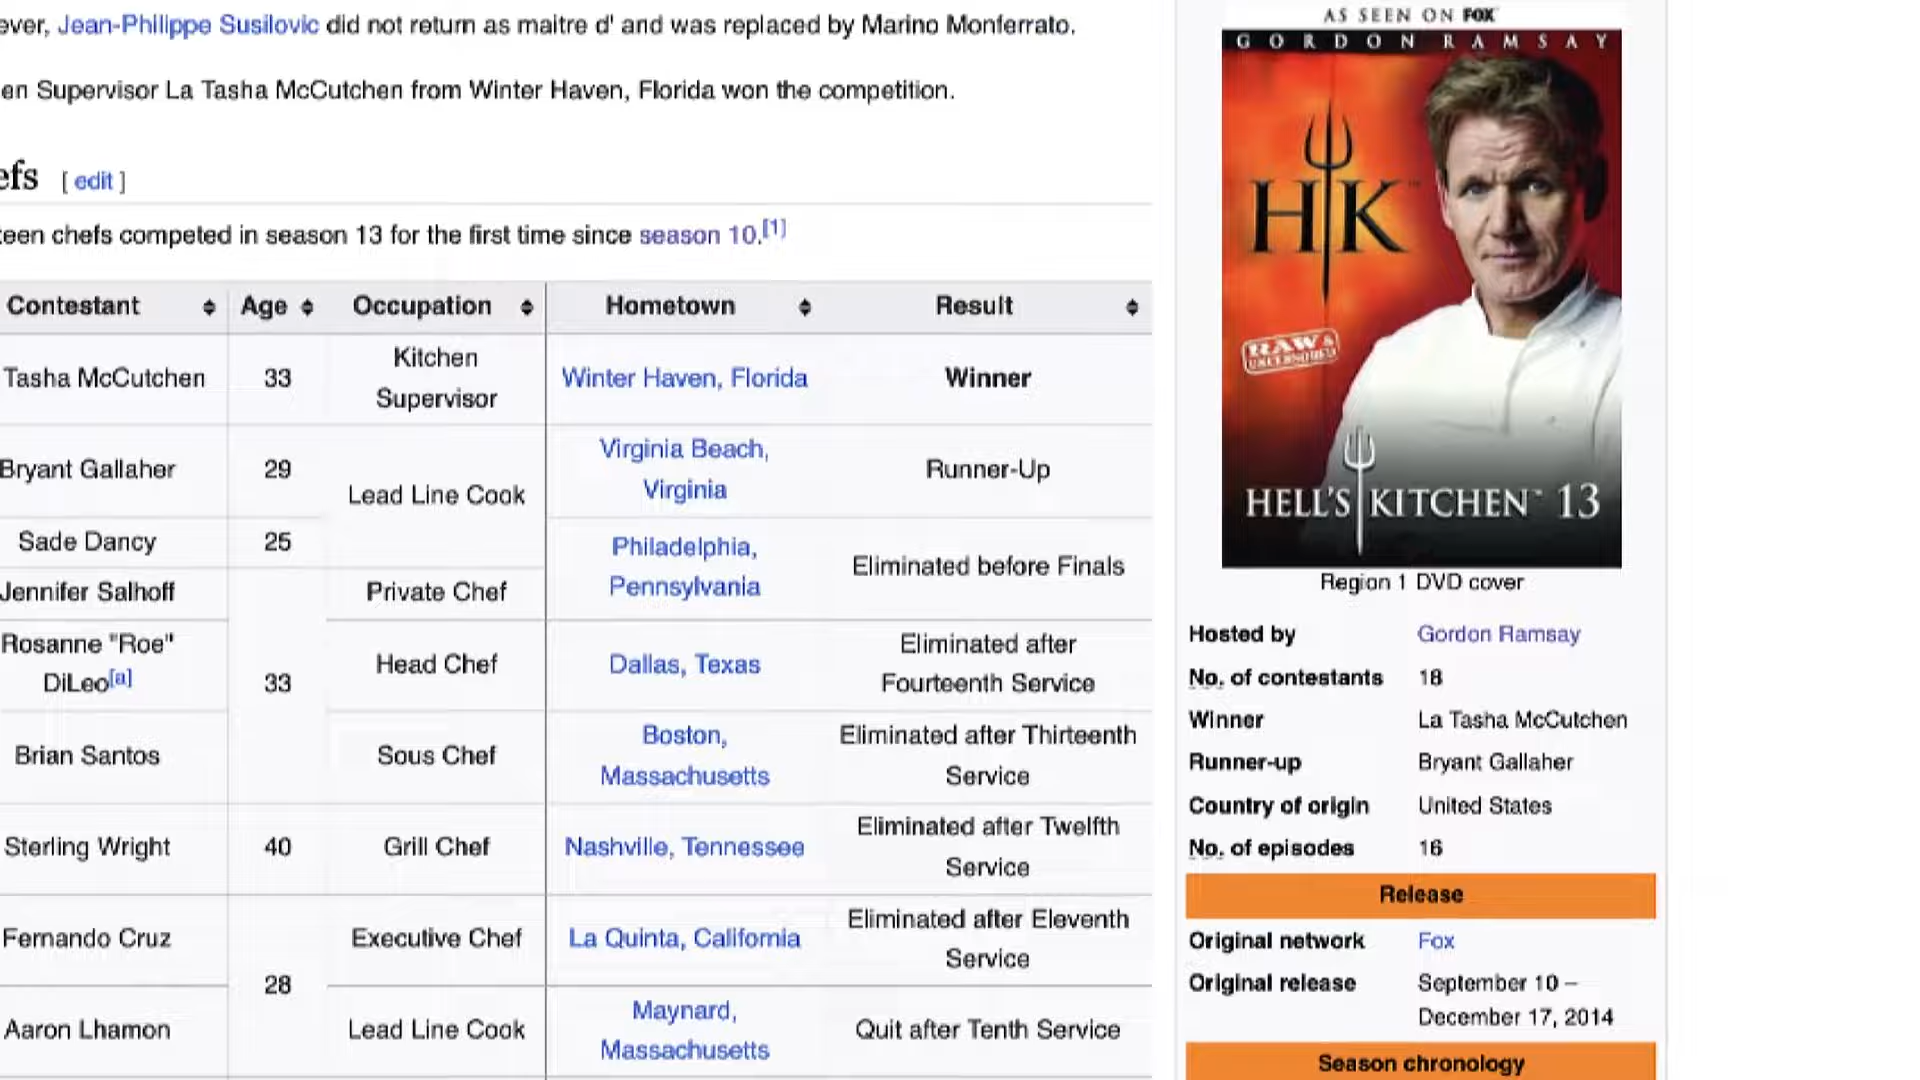 ever, Jean-Philippe Susilovic did not return as maitre d' and was replaced by Marino Monferrato.
en Supervisor La Tasha McCutchen from Winter Haven, Florida won the competition.
efs [ edit ]
teen chefs competed in season 13 for the first time since season 10.[1]
Contestant Age Occupation Hometown Result
Tasha McCutchen 33 Kitchen Supervisor Winter Haven, Florida Winner
Bryant Gallaher 29 Lead Line Cook Virginia Beach, Virginia Runner-Up
Sade Dancy 25 Philadelphia, Pennsylvania Eliminated before Finals
Jennifer Salhoff 33 Private Chef
Rosanne "Roe" DiLeo[a] Head Chef Dallas, Texas Eliminated after Fourteenth Service
Brian Santos Sous Chef Boston, Massachusetts Eliminated after Thirteenth Service
Sterling Wright 40 Grill Chef Nashville, Tennessee Eliminated after Twelfth Service
Fernando Cruz 28 Executive Chef La Quinta, California Eliminated after Eleventh Service
Aaron Lhamon Lead Line Cook Maynard, Massachusetts Quit after Tenth Service
AS SEEN ON FOX
GORDON RAMSAY
HK
RAW &
UNCENSORED
HELL'S KITCHEN™ 13
Region 1 DVD cover
Hosted by Gordon Ramsay
No. of contestants 18
Winner La Tasha McCutchen
Runner-up Bryant Gallaher
Country of origin United States
No. of episodes 16
Release
Original network Fox
Original release September 10 –
December 17, 2014
Season chronology